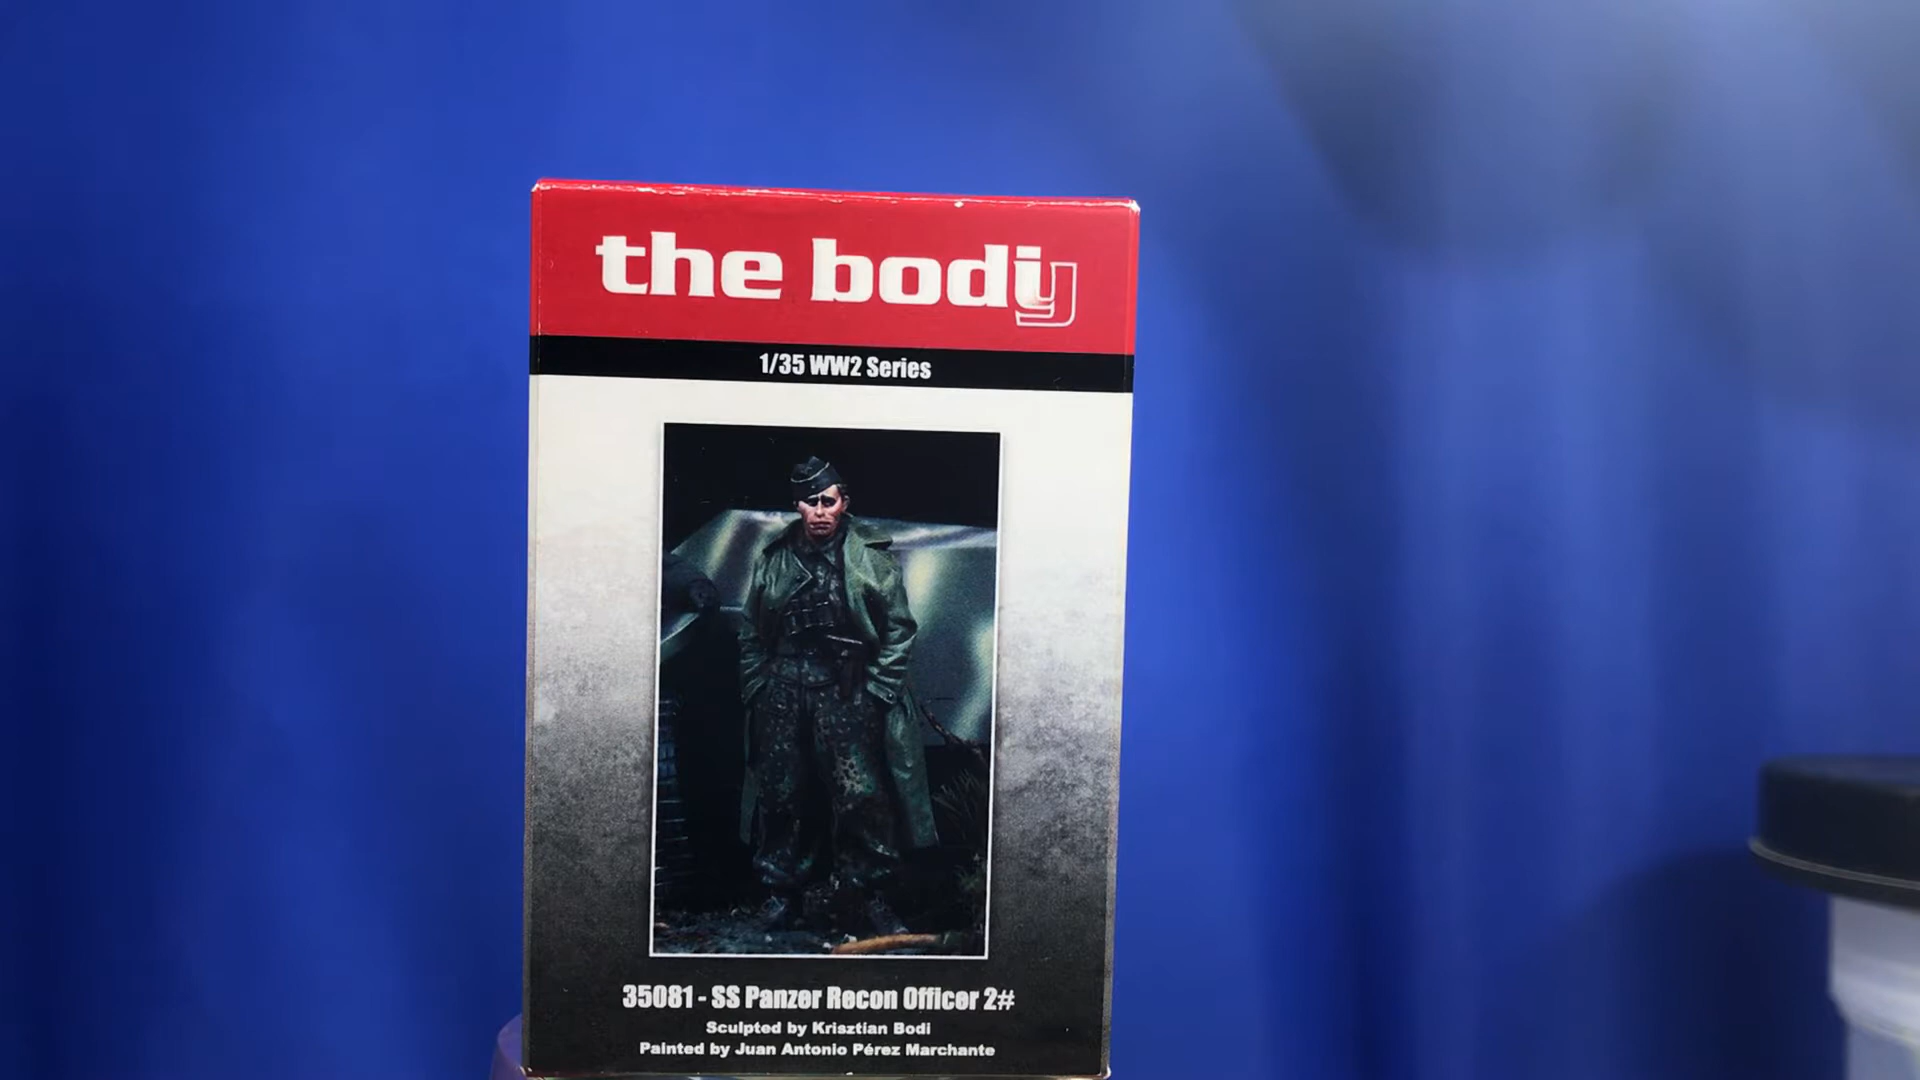 the body
1/35 WW2 Series
35081 - SS Panzer Recon Officer 2#
Sculpted by Krisztian Bodi
Painted by Juan Antonio Pérez Marchante